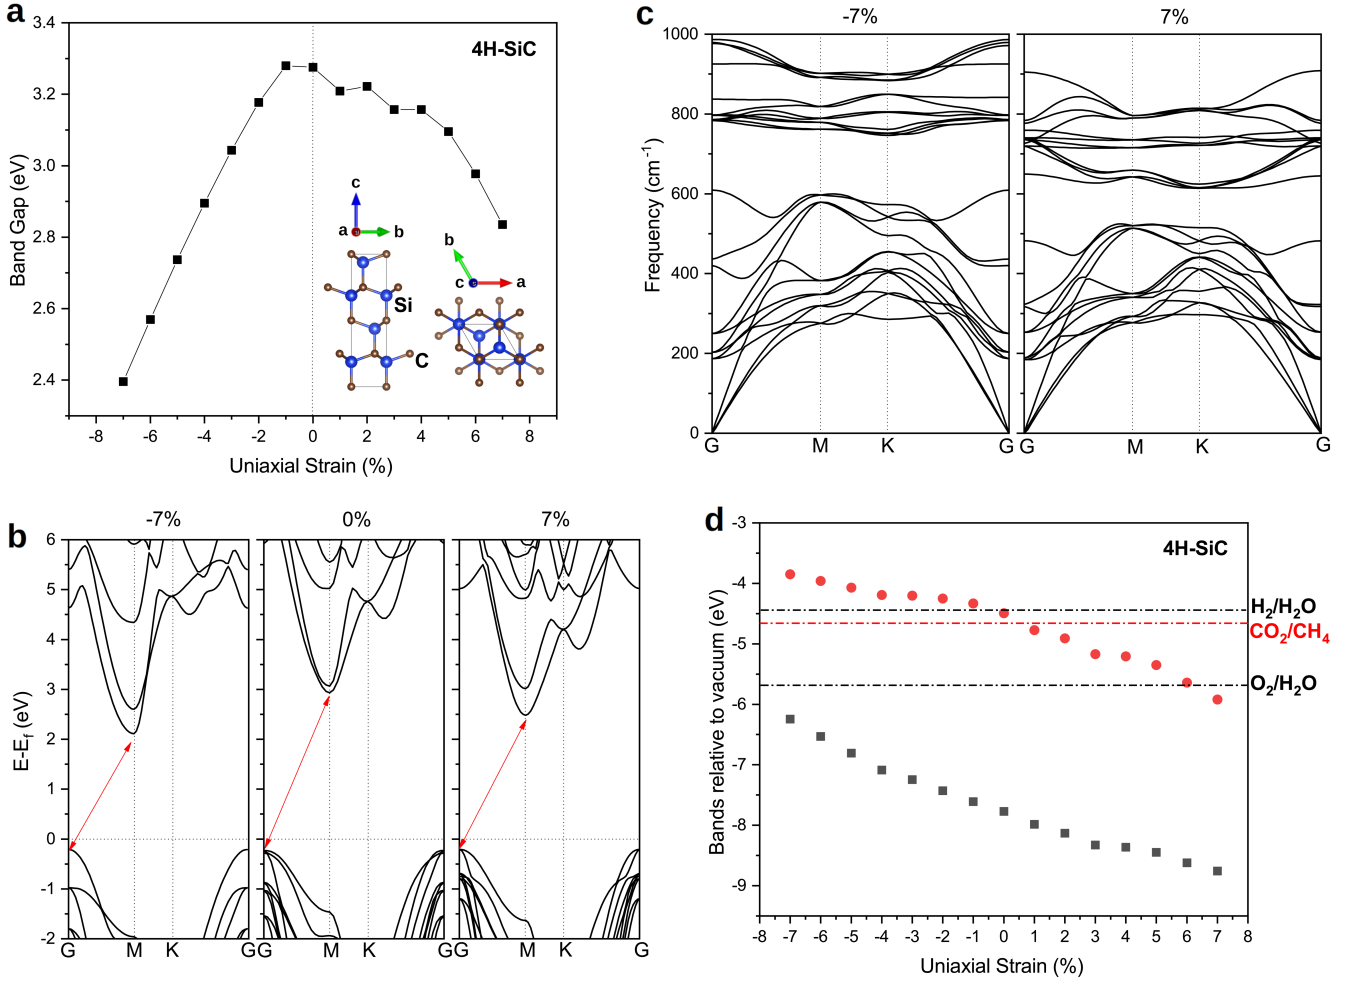 a
4H-SiC
3.4
3.2
3.0
2.8
2.6
2.4
Band Gap (eV)
-8 -6 -4 -2 0 2 4 6 8
Uniaxial Strain (%)
c
a b
Si
C
b
c a
c
-7% 7%
1000
800
600
400
200
0
Frequency (cm-1)
G M K G G M K G
b
-7% 0% 7%
6
5
4
3
2
1
0
-1
-2
E-Ef (eV)
G M K G G M K G G M K G
d
4H-SiC
-3
-4
-5
-6
-7
-8
-9
Bands relative to vacuum (eV)
H2/H2O
CO2/CH4
O2/H2O
-8 -7 -6 -5 -4 -3 -2 -1 0 1 2 3 4 5 6 7 8
Uniaxial Strain (%)